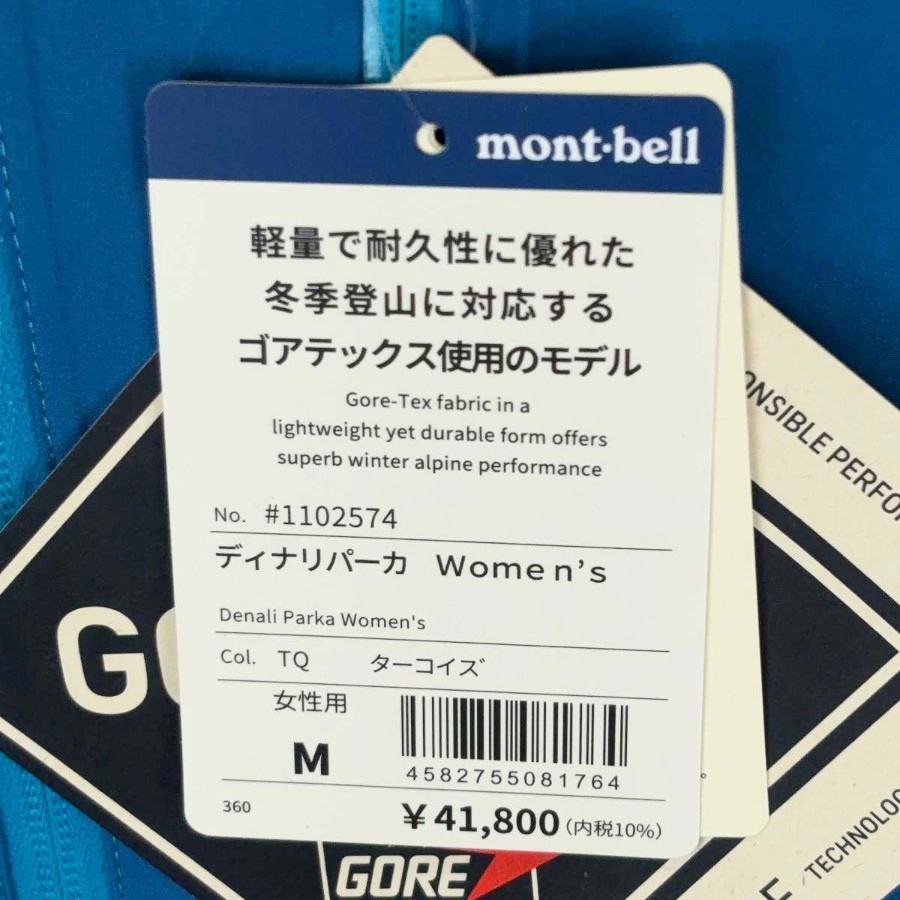 mont-bell
軽量で耐久性に優れた
冬季登山に対応する
ゴアテックス使用のモデル
Gore-Tex fabric in a
lightweight yet durable form offers
superb winter alpine performance
No. #1102574
ディナリパーカ Women's
Denali Parka Women's
Col. TQ ターコイズ
女性用
M
4582755081764
360
¥41,800(内税10%)
GORE
TECHNOLO